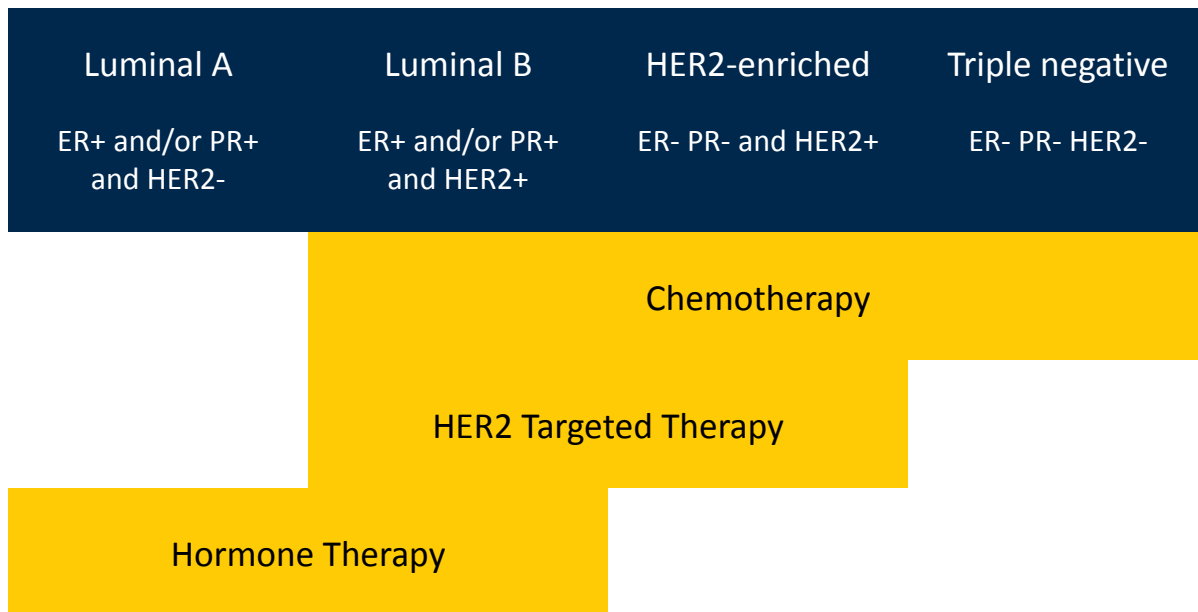 Luminal A
Luminal B
HER2-enriched
Triple negative
ER+ and/or PR+
and HER2-
ER+ and/or PR+
and HER2+
ER- PR- and HER2+
ER- PR- HER2-
Chemotherapy
HER2 Targeted Therapy
Hormone Therapy